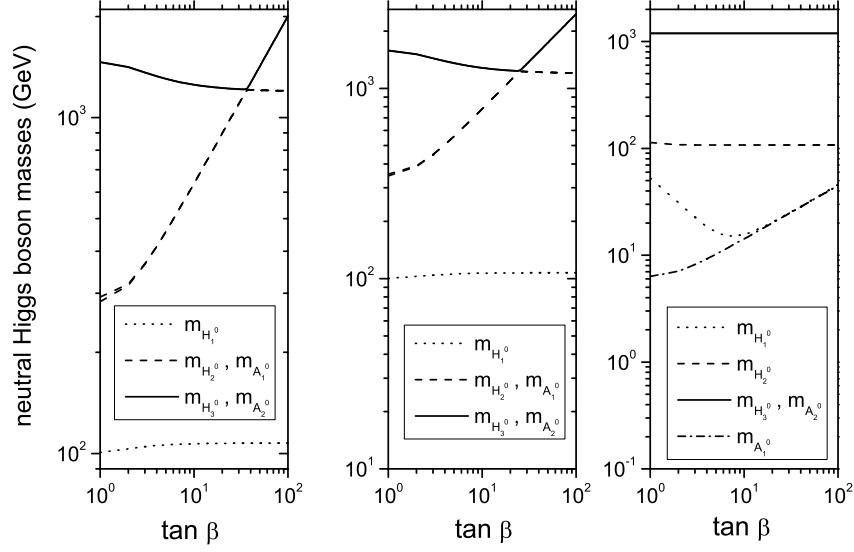 neutral Higgs boson masses (GeV)
10³
10²
10⁰ 10¹ 10²
tan β
m_{H₁⁰}
m_{H₂⁰} , m_{A₁⁰}
m_{H₃⁰} , m_{A₂⁰}
10³
10²
10¹
10⁰ 10¹ 10²
tan β
m_{H₁⁰}
m_{H₂⁰} , m_{A₁⁰}
m_{H₃⁰} , m_{A₂⁰}
10³
10²
10¹
10⁰
10⁻¹
10⁰ 10¹ 10²
tan β
m_{H₁⁰}
m_{H₂⁰}
m_{H₃⁰} , m_{A₂⁰}
m_{A₁⁰}